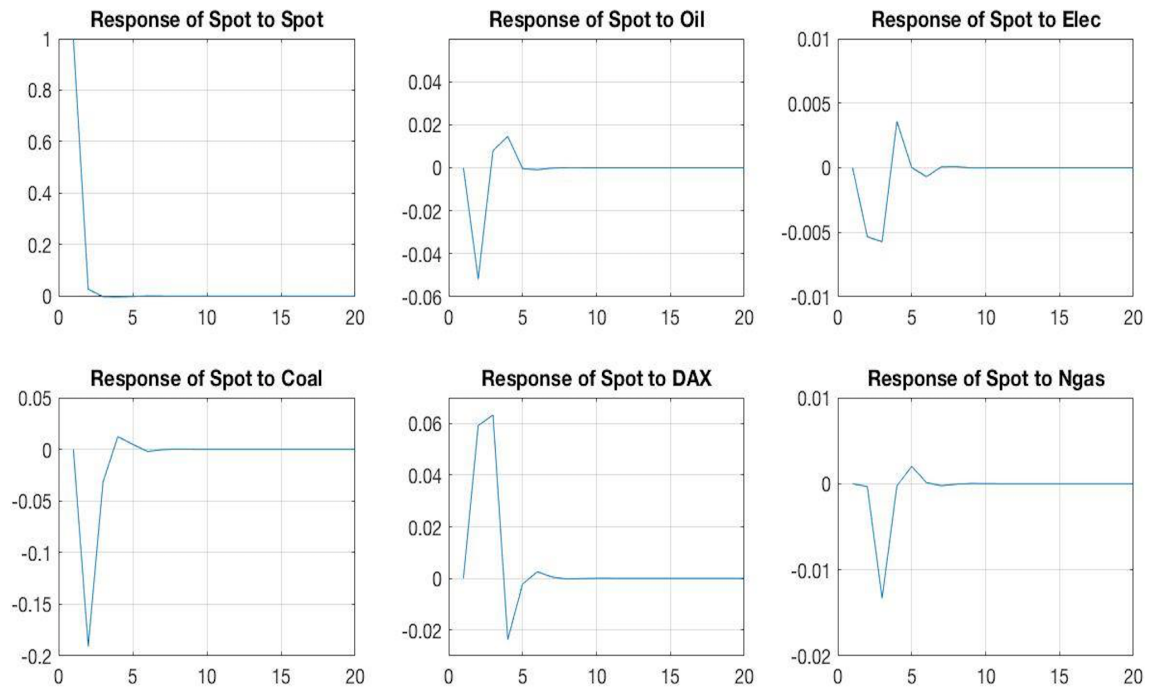 Response of Spot to Spot
1
0.8
0.6
0.4
0.2
0
0 5 10 15 20
Response of Spot to Oil
0.04
0.02
0
-0.02
-0.04
-0.06
0 5 10 15 20
Response of Spot to Elec
0.01
0.005
0
-0.005
-0.01
0 5 10 15 20
Response of Spot to Coal
0.05
0
-0.05
-0.1
-0.15
-0.2
0 5 10 15 20
Response of Spot to DAX
0.06
0.04
0.02
0
-0.02
0 5 10 15 20
Response of Spot to Ngas
0.01
0
-0.01
-0.02
0 5 10 15 20